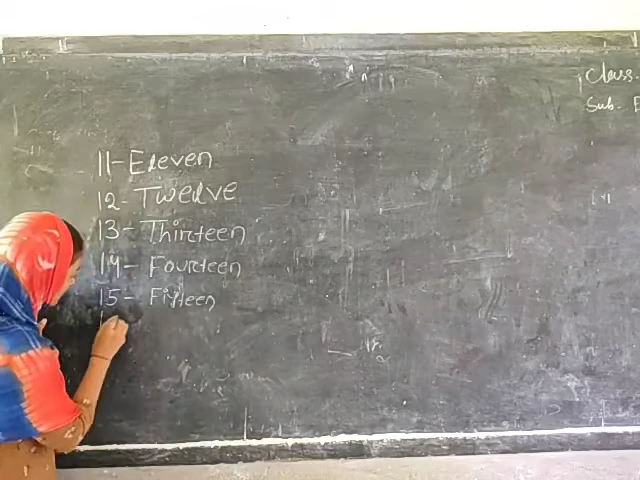 Class.
Sub. E
11-Eleven
12-Twelve
13-Thirteen
14-Fourteen
15-Fifteen